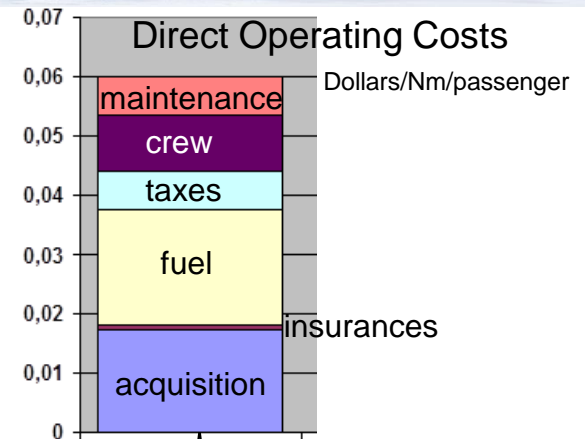 Direct Operating Costs
Dollars/Nm/passenger
0,07
0,06
0,05
0,04
0,03
0,02
0,01
0
maintenance
crew
taxes
fuel
insurances
acquisition